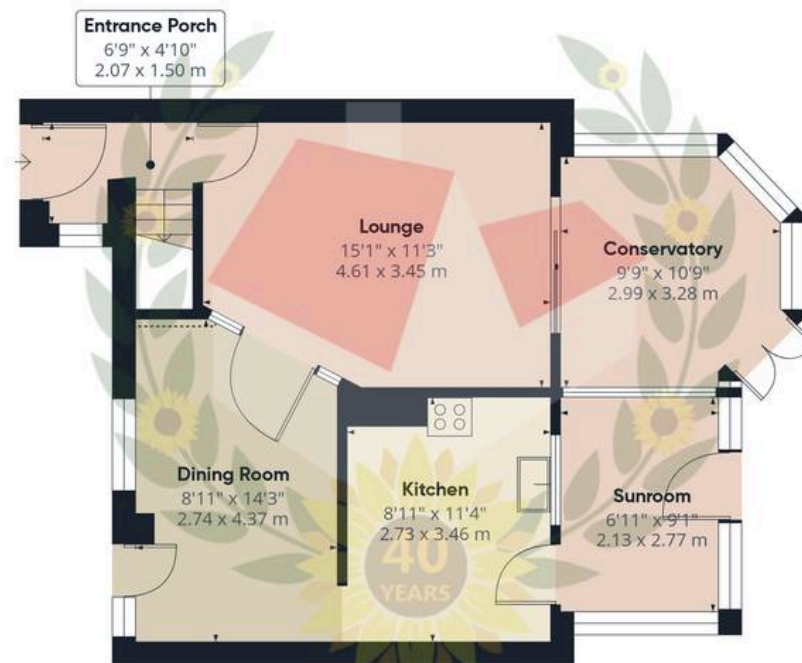 Entrance Porch
6'9" x 4'10"
2.07 x 1.50 m
Lounge
15'1" x 11'3"
4.61 x 3.45 m
Conservatory
9'9" x 10'9"
2.99 x 3.28 m
Dining Room
8'11" x 14'3"
2.74 x 4.37 m
Kitchen
8'11" x 11'4"
2.73 x 3.46 m
Sunroom
6'11" x 9'1"
2.13 x 2.77 m
40
YEARS